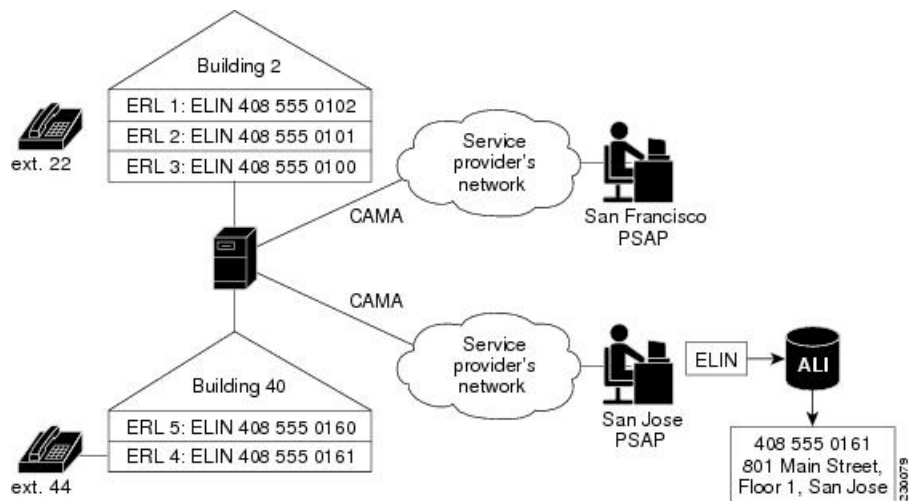 Building 2
ERL 1: ELIN 408 555 0102
ERL 2: ELIN 408 555 0101
ERL 3: ELIN 408 555 0100
ext. 22
CAMA
Service
provider's
network
San Francisco
PSAP
CAMA
Service
provider's
network
San Jose
PSAP
ELIN
ALI
408 555 0161
801 Main Street,
Floor 1, San Jose
Building 40
ERL 5: ELIN 408 555 0160
ERL 4: ELIN 408 555 0161
ext. 44